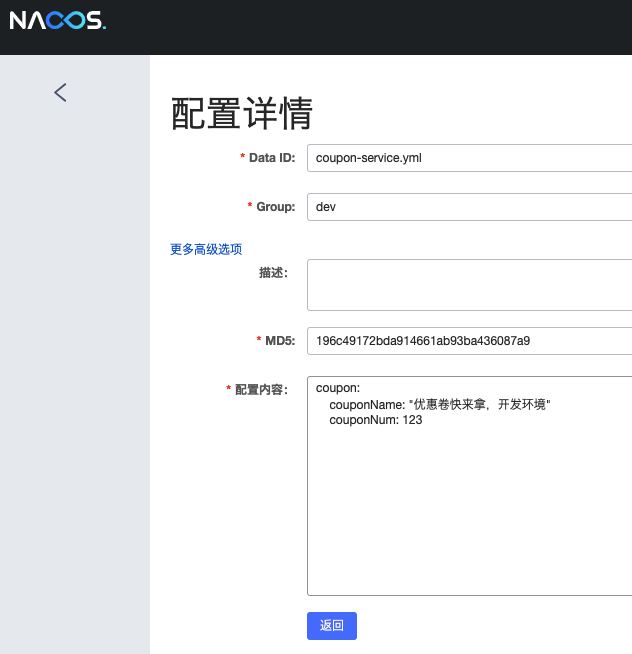 NACOS.
配置详情
* Data ID: coupon-service.yml
* Group: dev
更多高级选项
描述:
* MD5: 196c49172bda914661ab93ba436087a9
* 配置内容: coupon:
couponName: "优惠卷快来拿，开发环境"
couponNum: 123
返回